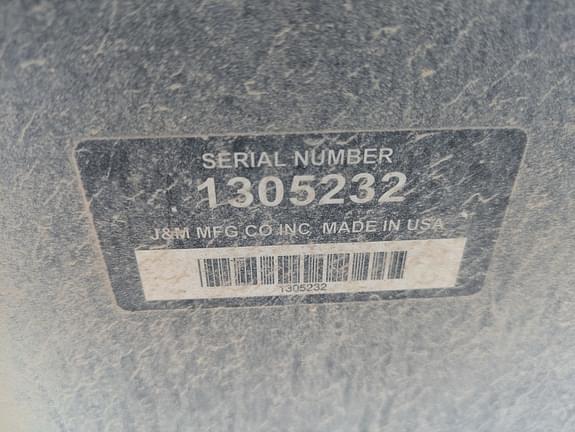 SERIAL NUMBER
1305232
J&M MFG CO INC, MADE IN USA
1305232